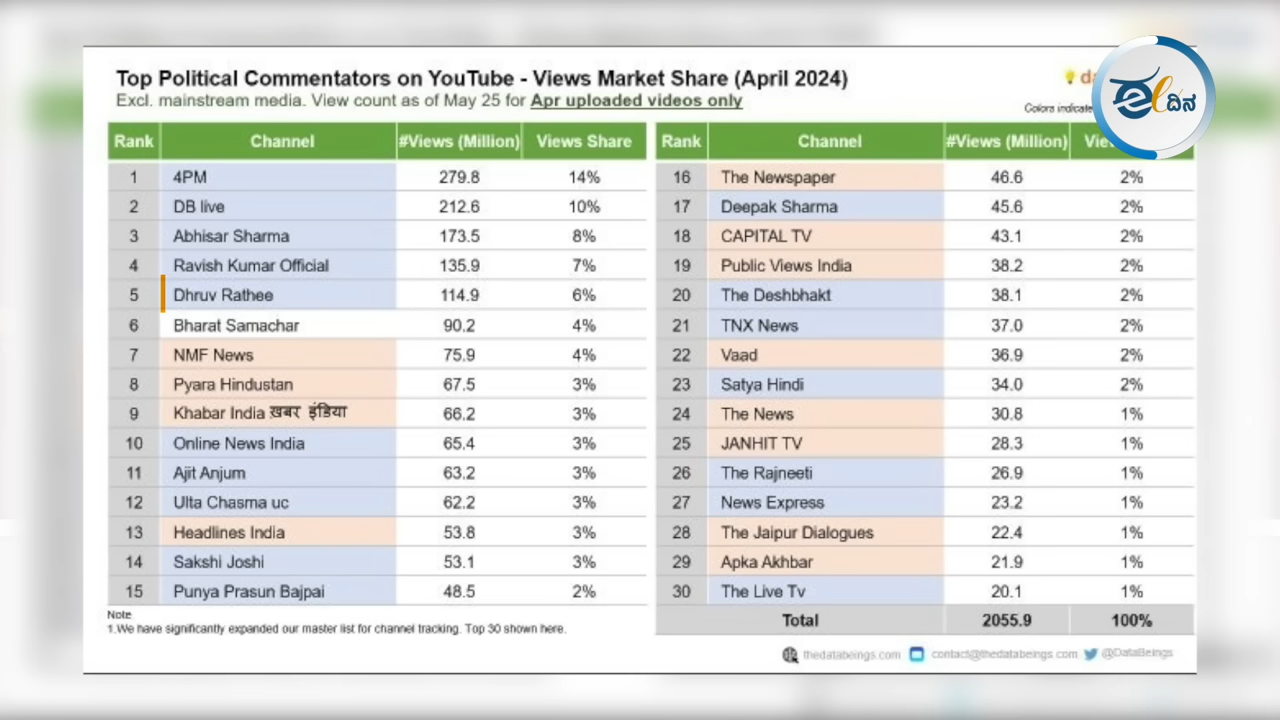 Top Political Commentators on YouTube - Views Market Share (April 2024)
Excl. mainstream media. View count as of May 25 for Apr uploaded videos only
Colors indicate
ಈ el ದಿನ
Rank Channel #Views (Million) Views Share
1 4PM 279.8 14%
2 DB live 212.6 10%
3 Abhisar Sharma 173.5 8%
4 Ravish Kumar Official 135.9 7%
5 Dhruv Rathee 114.9 6%
6 Bharat Samachar 90.2 4%
7 NMF News 75.9 4%
8 Pyara Hindustan 67.5 3%
9 Khabar India ख़बर इंडिया 66.2 3%
10 Online News India 65.4 3%
11 Ajit Anjum 63.2 3%
12 Ulta Chasma uc 62.2 3%
13 Headlines India 53.8 3%
14 Sakshi Joshi 53.1 3%
15 Punya Prasun Bajpai 48.5 2%
Note
1.We have significantly expanded our master list for channel tracking. Top 30 shown here.
Rank Channel #Views (Million)
16 The Newspaper 46.6 2%
17 Deepak Sharma 45.6 2%
18 CAPITAL TV 43.1 2%
19 Public Views India 38.2 2%
20 The Deshbhakt 38.1 2%
21 TNX News 37.0 2%
22 Vaad 36.9 2%
23 Satya Hindi 34.0 2%
24 The News 30.8 1%
25 JANHIT TV 28.3 1%
26 The Rajneeti 26.9 1%
27 News Express 23.2 1%
28 The Jaipur Dialogues 22.4 1%
29 Apka Akhbar 21.9 1%
30 The Live Tv 20.1 1%
Total 2055.9 100%
thedatabeings.com contact@thedatabeings.com @DataBeings